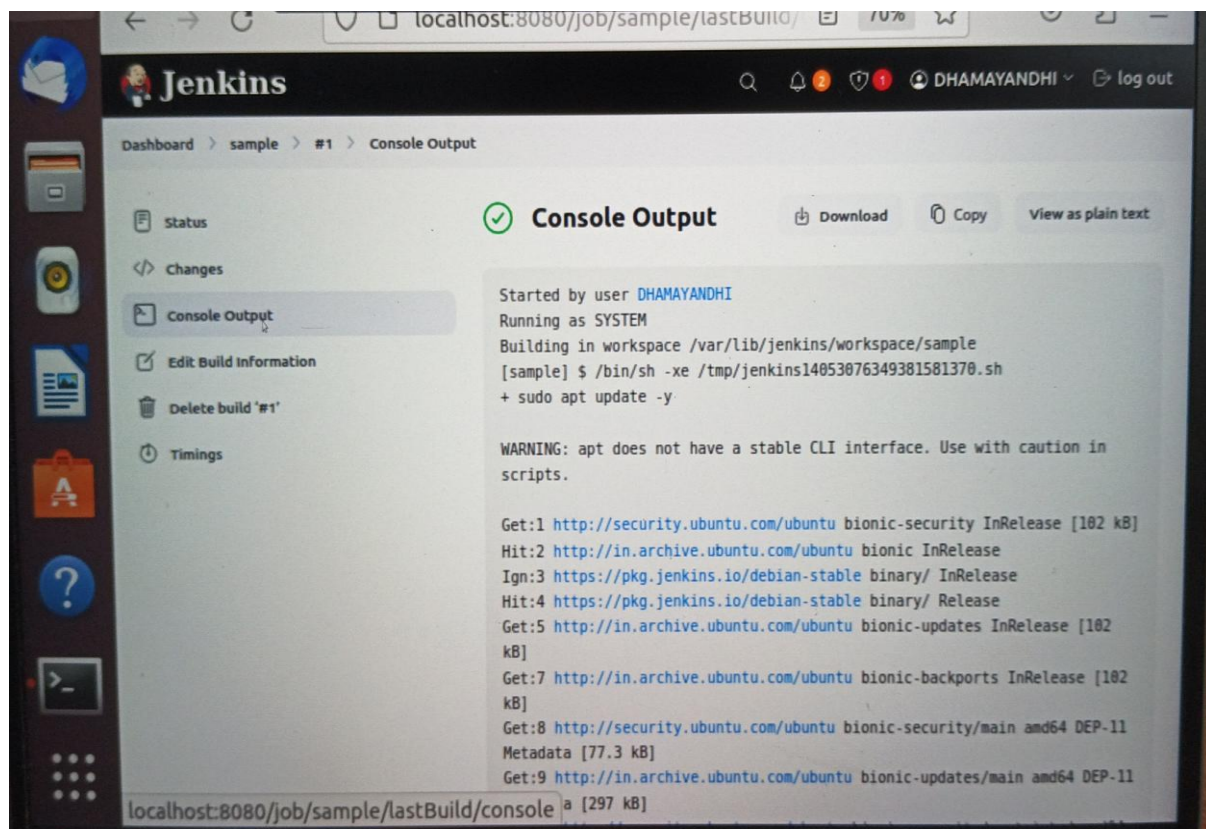 localhost:8080/job/sample/lastBuild/
70%
Jenkins
2
1
DHAMAYANDHI
log out
Dashboard > sample > #1 > Console Output
Status
Changes
Console Output
Edit Build Information
Delete build '#1'
Timings
Console Output
Download
Copy
View as plain text
Started by user DHAMAYANDHI
Running as SYSTEM
Building in workspace /var/lib/jenkins/workspace/sample
[sample] $ /bin/sh -xe /tmp/jenkins14053076349381581370.sh
+ sudo apt update -y
WARNING: apt does not have a stable CLI interface. Use with caution in
scripts.
Get:1 http://security.ubuntu.com/ubuntu bionic-security InRelease [102 kB]
Hit:2 http://in.archive.ubuntu.com/ubuntu bionic InRelease
Ign:3 https://pkg.jenkins.io/debian-stable binary/ InRelease
Hit:4 https://pkg.jenkins.io/debian-stable binary/ Release
Get:5 http://in.archive.ubuntu.com/ubuntu bionic-updates InRelease [102
kB]
Get:7 http://in.archive.ubuntu.com/ubuntu bionic-backports InRelease [102
kB]
Get:8 http://security.ubuntu.com/ubuntu bionic-security/main amd64 DEP-11
Metadata [77.3 kB]
Get:9 http://in.archive.ubuntu.com/ubuntu bionic-updates/main amd64 DEP-11
a [297 kB]
localhost:8080/job/sample/lastBuild/console